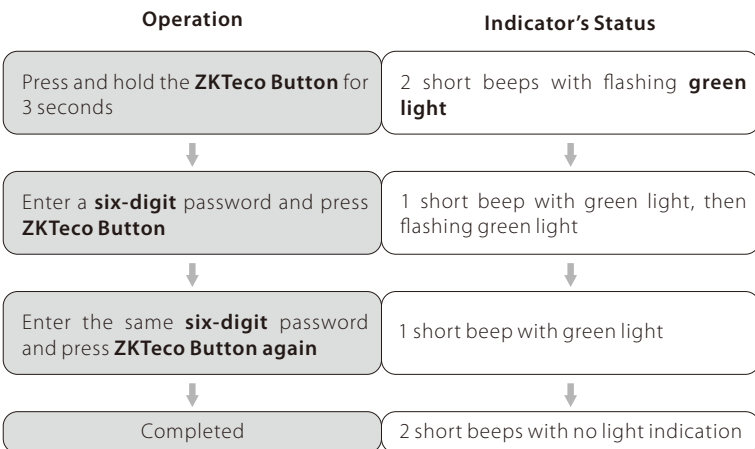 Operation
Indicator’s Status
Press and hold the ZKTeco Button for
3 seconds
2 short beeps with flashing green
light
Enter a six-digit password and press
ZKTeco Button
1 short beep with green light, then
flashing green light
Enter the same six-digit password
and press ZKTeco Button again
1 short beep with green light
Completed
2 short beeps with no light indication